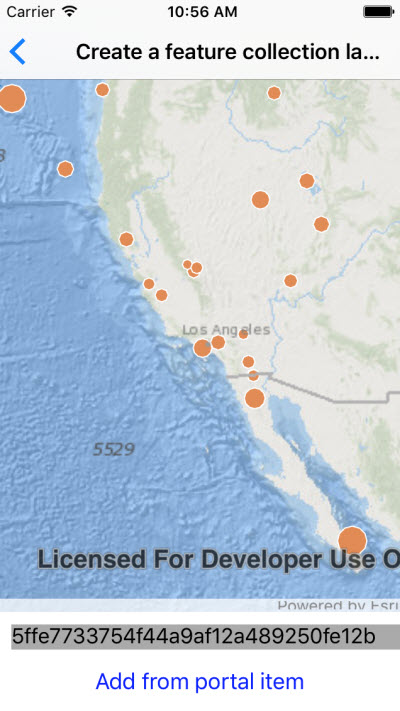 Carrier 10:56 AM
Create a feature collection la...
Los Angeles
5529
Licensed For Developer Use O
Powered by Esri
5ffe7733754f44a9af12a489250fe12b
Add from portal item